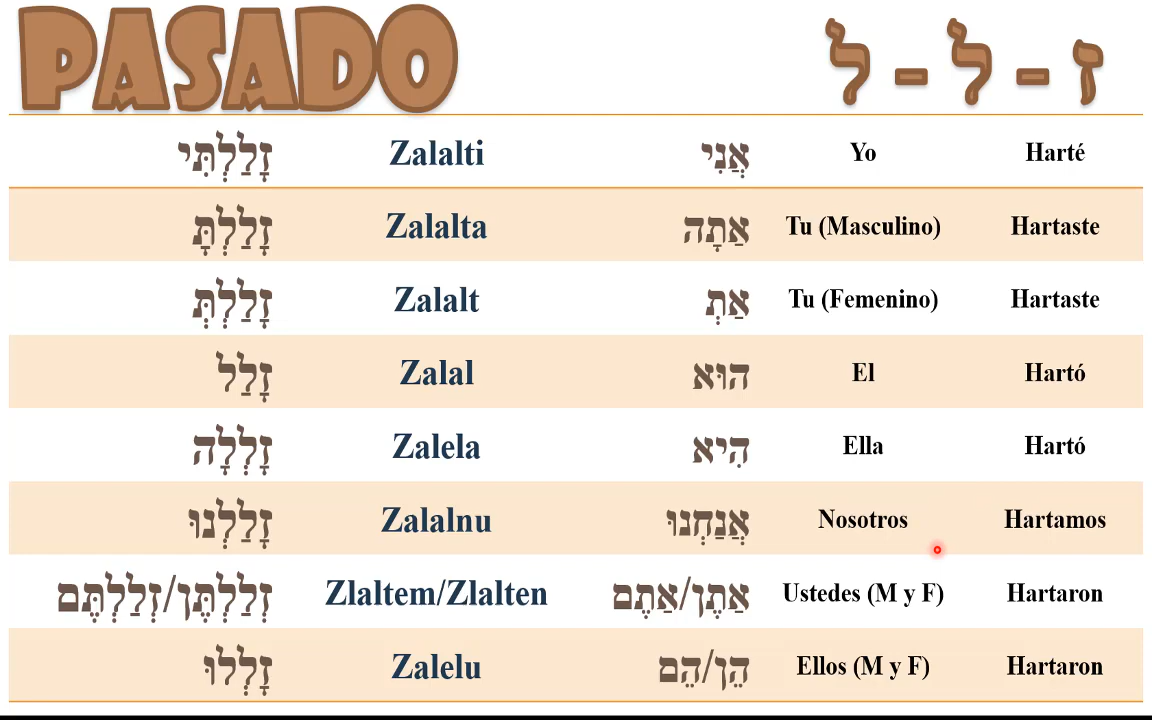 PASADO ז - ל - ל
זָלַלְתִּי Zalalti אֲנִי Yo Harté
זָלַלְתָּ Zalalta אַתָה Tu (Masculino) Hartaste
זָלַלְתְּ Zalalt אַתְ Tu (Femenino) Hartaste
זָלַל Zalal הוּא El Hartó
זָלְלָה Zalela הִיא Ella Hartó
זָלַלְנוּ Zalalnu אֲנַחְנוּ Nosotros Hartamos
זְלַלְתֶּם/זְלַלְתֶּן Zlaltem/Zlalten אַתֶם/אַתֶן Ustedes (M y F) Hartaron
זָלְלוּ Zalelu הֵם/הֵן Ellos (M y F) Hartaron